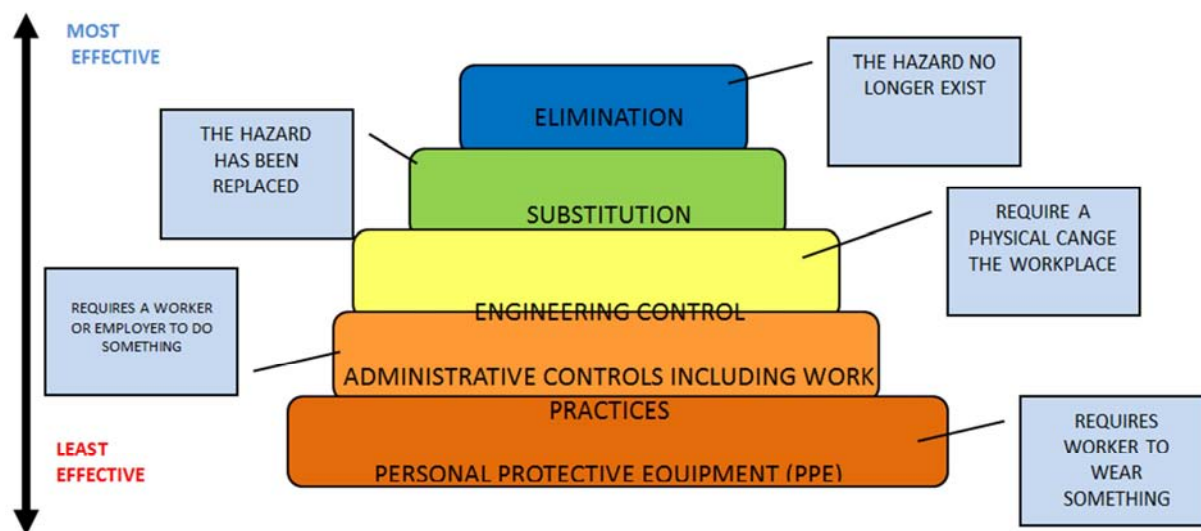 MOST
EFFECTIVE
THE HAZARD NO
LONGER EXIST
ELIMINATION
THE HAZARD
HAS BEEN
REPLACED
SUBSTITUTION
REQUIRE A
PHYSICAL CANGE
THE WORKPLACE
ENGINEERING CONTROL
REQUIRES A WORKER
OR EMPLOYER TO DO
SOMETHING
ADMINISTRATIVE CONTROLS INCLUDING WORK
PRACTICES
LEAST
EFFECTIVE
PERSONAL PROTECTIVE EQUIPMENT (PPE)
REQUIRES
WORKER TO
WEAR
SOMETHING